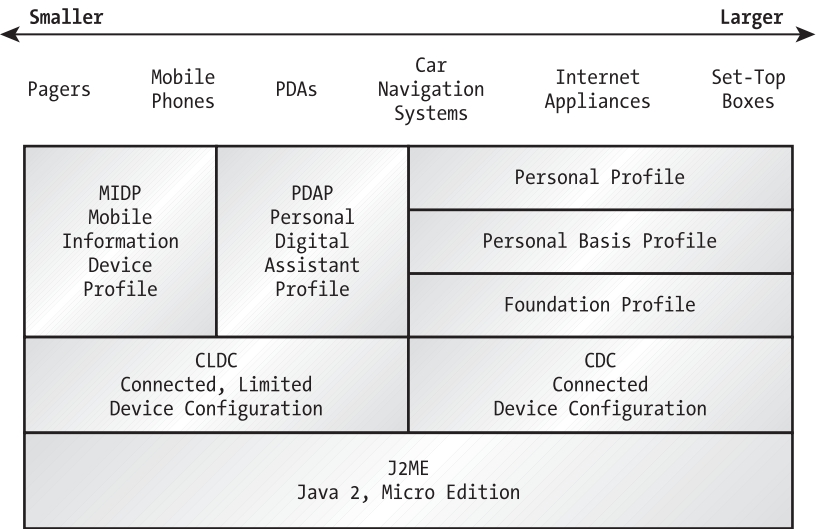 Smaller
Larger
Pagers
Mobile
Phones
PDAs
Car
Navigation
Systems
Internet
Appliances
Set-Top
Boxes
MIDP
Mobile
Information
Device
Profile
PDAP
Personal
Digital
Assistant
Profile
Personal Profile
Personal Basis Profile
Foundation Profile
CLDC
Connected, Limited
Device Configuration
CDC
Connected
Device Configuration
J2ME
Java 2, Micro Edition